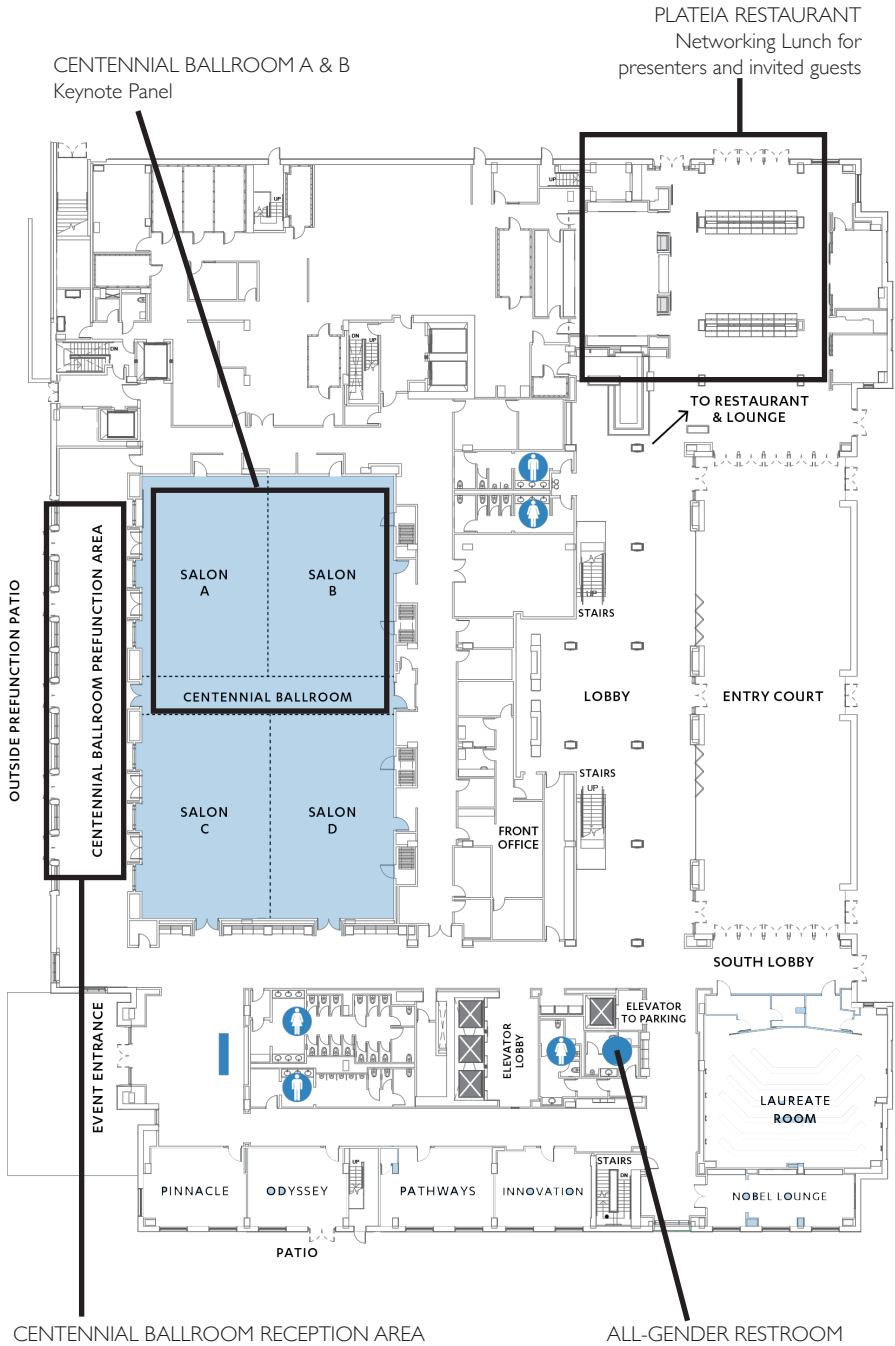 PLATEIA RESTAURANT
Networking Lunch for
presenters and invited guests
CENTENNIAL BALLROOM A & B
Keynote Panel
UP
UP
DN
UP
DN
TO RESTAURANT
& LOUNGE
OUTSIDE PREFUNCTION PATIO
CENTENNIAL BALLROOM PREFUNCTION AREA
SALON
A
SALON
B
CENTENNIAL BALLROOM
SALON
C
SALON
D
UP
STAIRS
LOBBY
ENTRY COURT
STAIRS
UP
FRONT
OFFICE
SOUTH LOBBY
EVENT ENTRANCE
ELEVATOR
LOBBY
ELEVATOR
TO PARKING
LAUREATE
ROOM
PINNACLE
ODYSSEY
UP
PATHWAYS
INNOVATION
STAIRS
DN
NOBEL LOUNGE
PATIO
CENTENNIAL BALLROOM RECEPTION AREA
ALL-GENDER RESTROOM